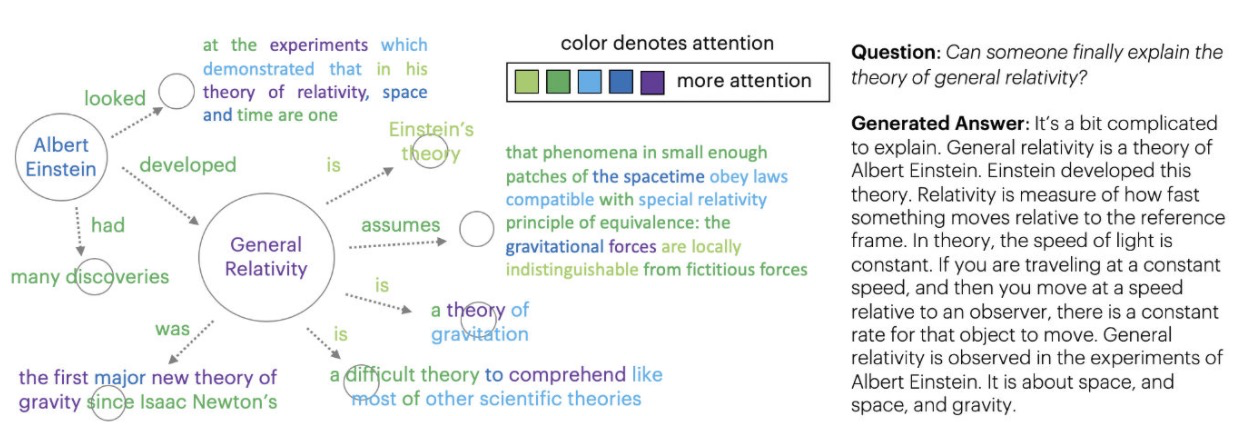 at the experiments which
demonstrated that in his
theory of relativity, space
and time are one
looked
Albert
Einstein
developed
had
many discoveries
General
Relativity
is
Einstein's
theory
assumes
that phenomena in small enough
patches of the spacetime obey laws
compatible with special relativity
principle of equivalence: the
gravitational forces are locally
indistinguishable from fictitious forces
is
a theory of
gravitation
is
a difficult theory to comprehend like
most of other scientific theories
was
the first major new theory of
gravity since Isaac Newton's
color denotes attention
more attention
Question: Can someone finally explain the
theory of general relativity?
Generated Answer: It's a bit complicated
to explain. General relativity is a theory of
Albert Einstein. Einstein developed this
theory. Relativity is measure of how fast
something moves relative to the reference
frame. In theory, the speed of light is
constant. If you are traveling at a constant
speed, and then you move at a speed
relative to an observer, there is a constant
rate for that object to move. General
relativity is observed in the experiments of
Albert Einstein. It is about space, and
space, and gravity.